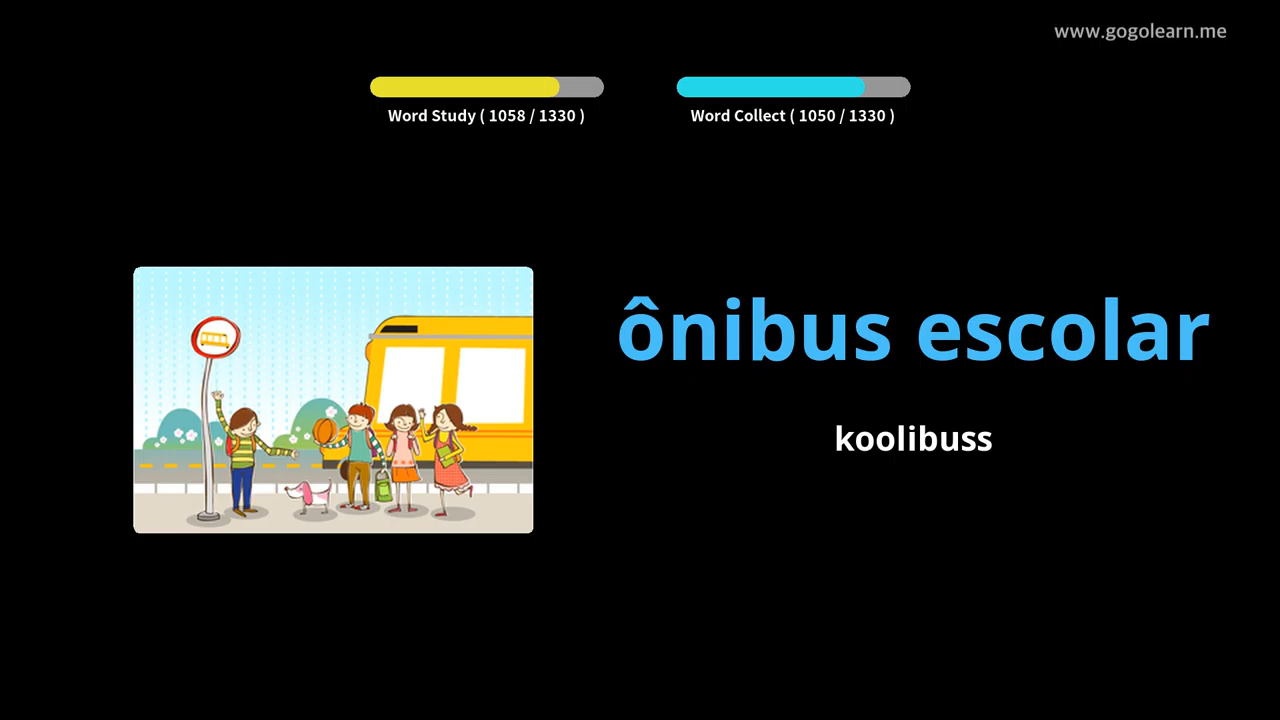 www.gogolearn.me
Word Study ( 1058 / 1330 )
Word Collect ( 1050 / 1330 )
ônibus escolar
koolibuss